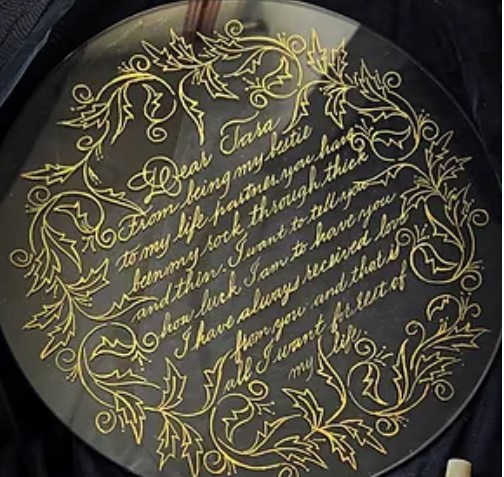 Dear Tara
From being my bestie
to my life partner, you have
been my rock through thick
and thin. I want to tell you
how luck I am to have you
I have always received love
from you and that is
all I want for rest of
my life.